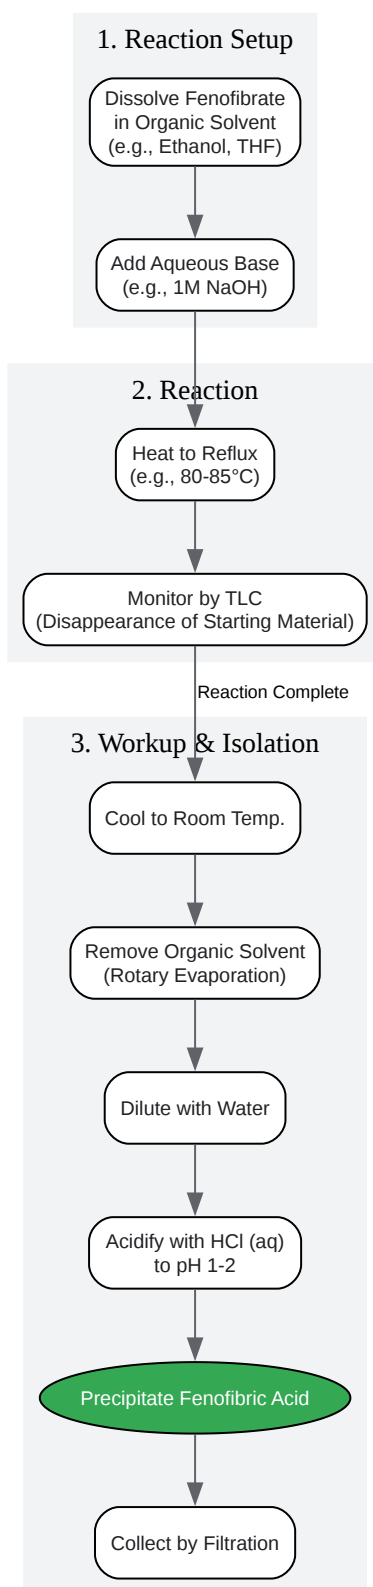 1. Reaction Setup
Dissolve Fenofibrate
in Organic Solvent
(e.g., Ethanol, THF)
Add Aqueous Base
(e.g., 1M NaOH)
2. Reaction
Heat to Reflux
(e.g., 80-85°C)
Monitor by TLC
(Disappearance of Starting Material)
Reaction Complete
3. Workup & Isolation
Cool to Room Temp.
Remove Organic Solvent
(Rotary Evaporation)
Dilute with Water
Acidify with HCl (aq)
to pH 1-2
Precipitate Fenofibric Acid
Collect by Filtration